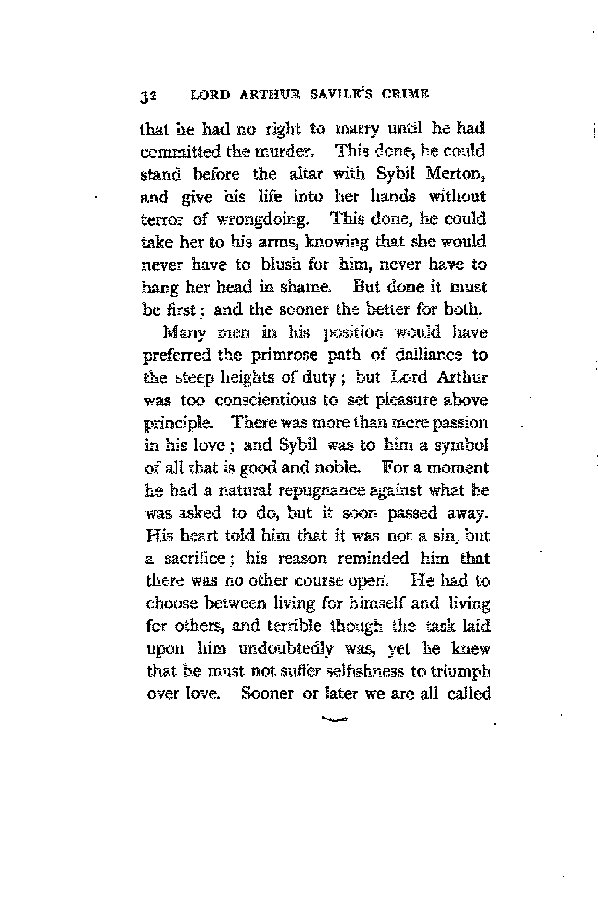 32 LORD ARTHUR SAVILE'S CRIME
that he had no right to marry until he had
committed the murder. This done, he could
stand before the altar with Sybil Merton,
and give his life into her hands without
terror of wrongdoing. This done, he could
take her to his arms, knowing that she would
never have to blush for him, never have to
hang her head in shame. But done it must
be first; and the sooner the better for both.
Many men in his position would have
preferred the primrose path of dalliance to
the steep heights of duty; but Lord Arthur
was too conscientious to set pleasure above
principle. There was more than mere passion
in his love; and Sybil was to him a symbol
of all that is good and noble. For a moment
he had a natural repugnance against what he
was asked to do, but it soon passed away.
His heart told him that it was not a sin, but
a sacrifice; his reason reminded him that
there was no other course open. He had to
choose between living for himself and living
for others, and terrible though the task laid
upon him undoubtedly was, yet he knew
that he must not suffer selfishness to triumph
over love. Sooner or later we are all called